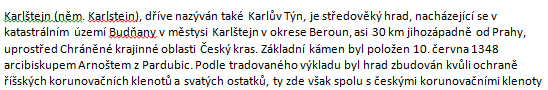 Karlštejn (něm. Karlstein), dříve nazýván také Karlův Týn, je středověký hrad, nacházející se v
katastrálním území Budňany v městysi Karlštejn v okrese Beroun, asi 30 km jihozápadně od Prahy,
uprostřed Chráněné krajinné oblasti Český kras. Základní kámen byl položen 10. června 1348
arcibiskupem Arnoštem z Pardubic. Podle tradovaného výkladu byl hrad zbudován kvůli ochraně
říšských korunovačních klenotů a svatých ostatků, ty zde však spolu s českými korunovačními klenoty